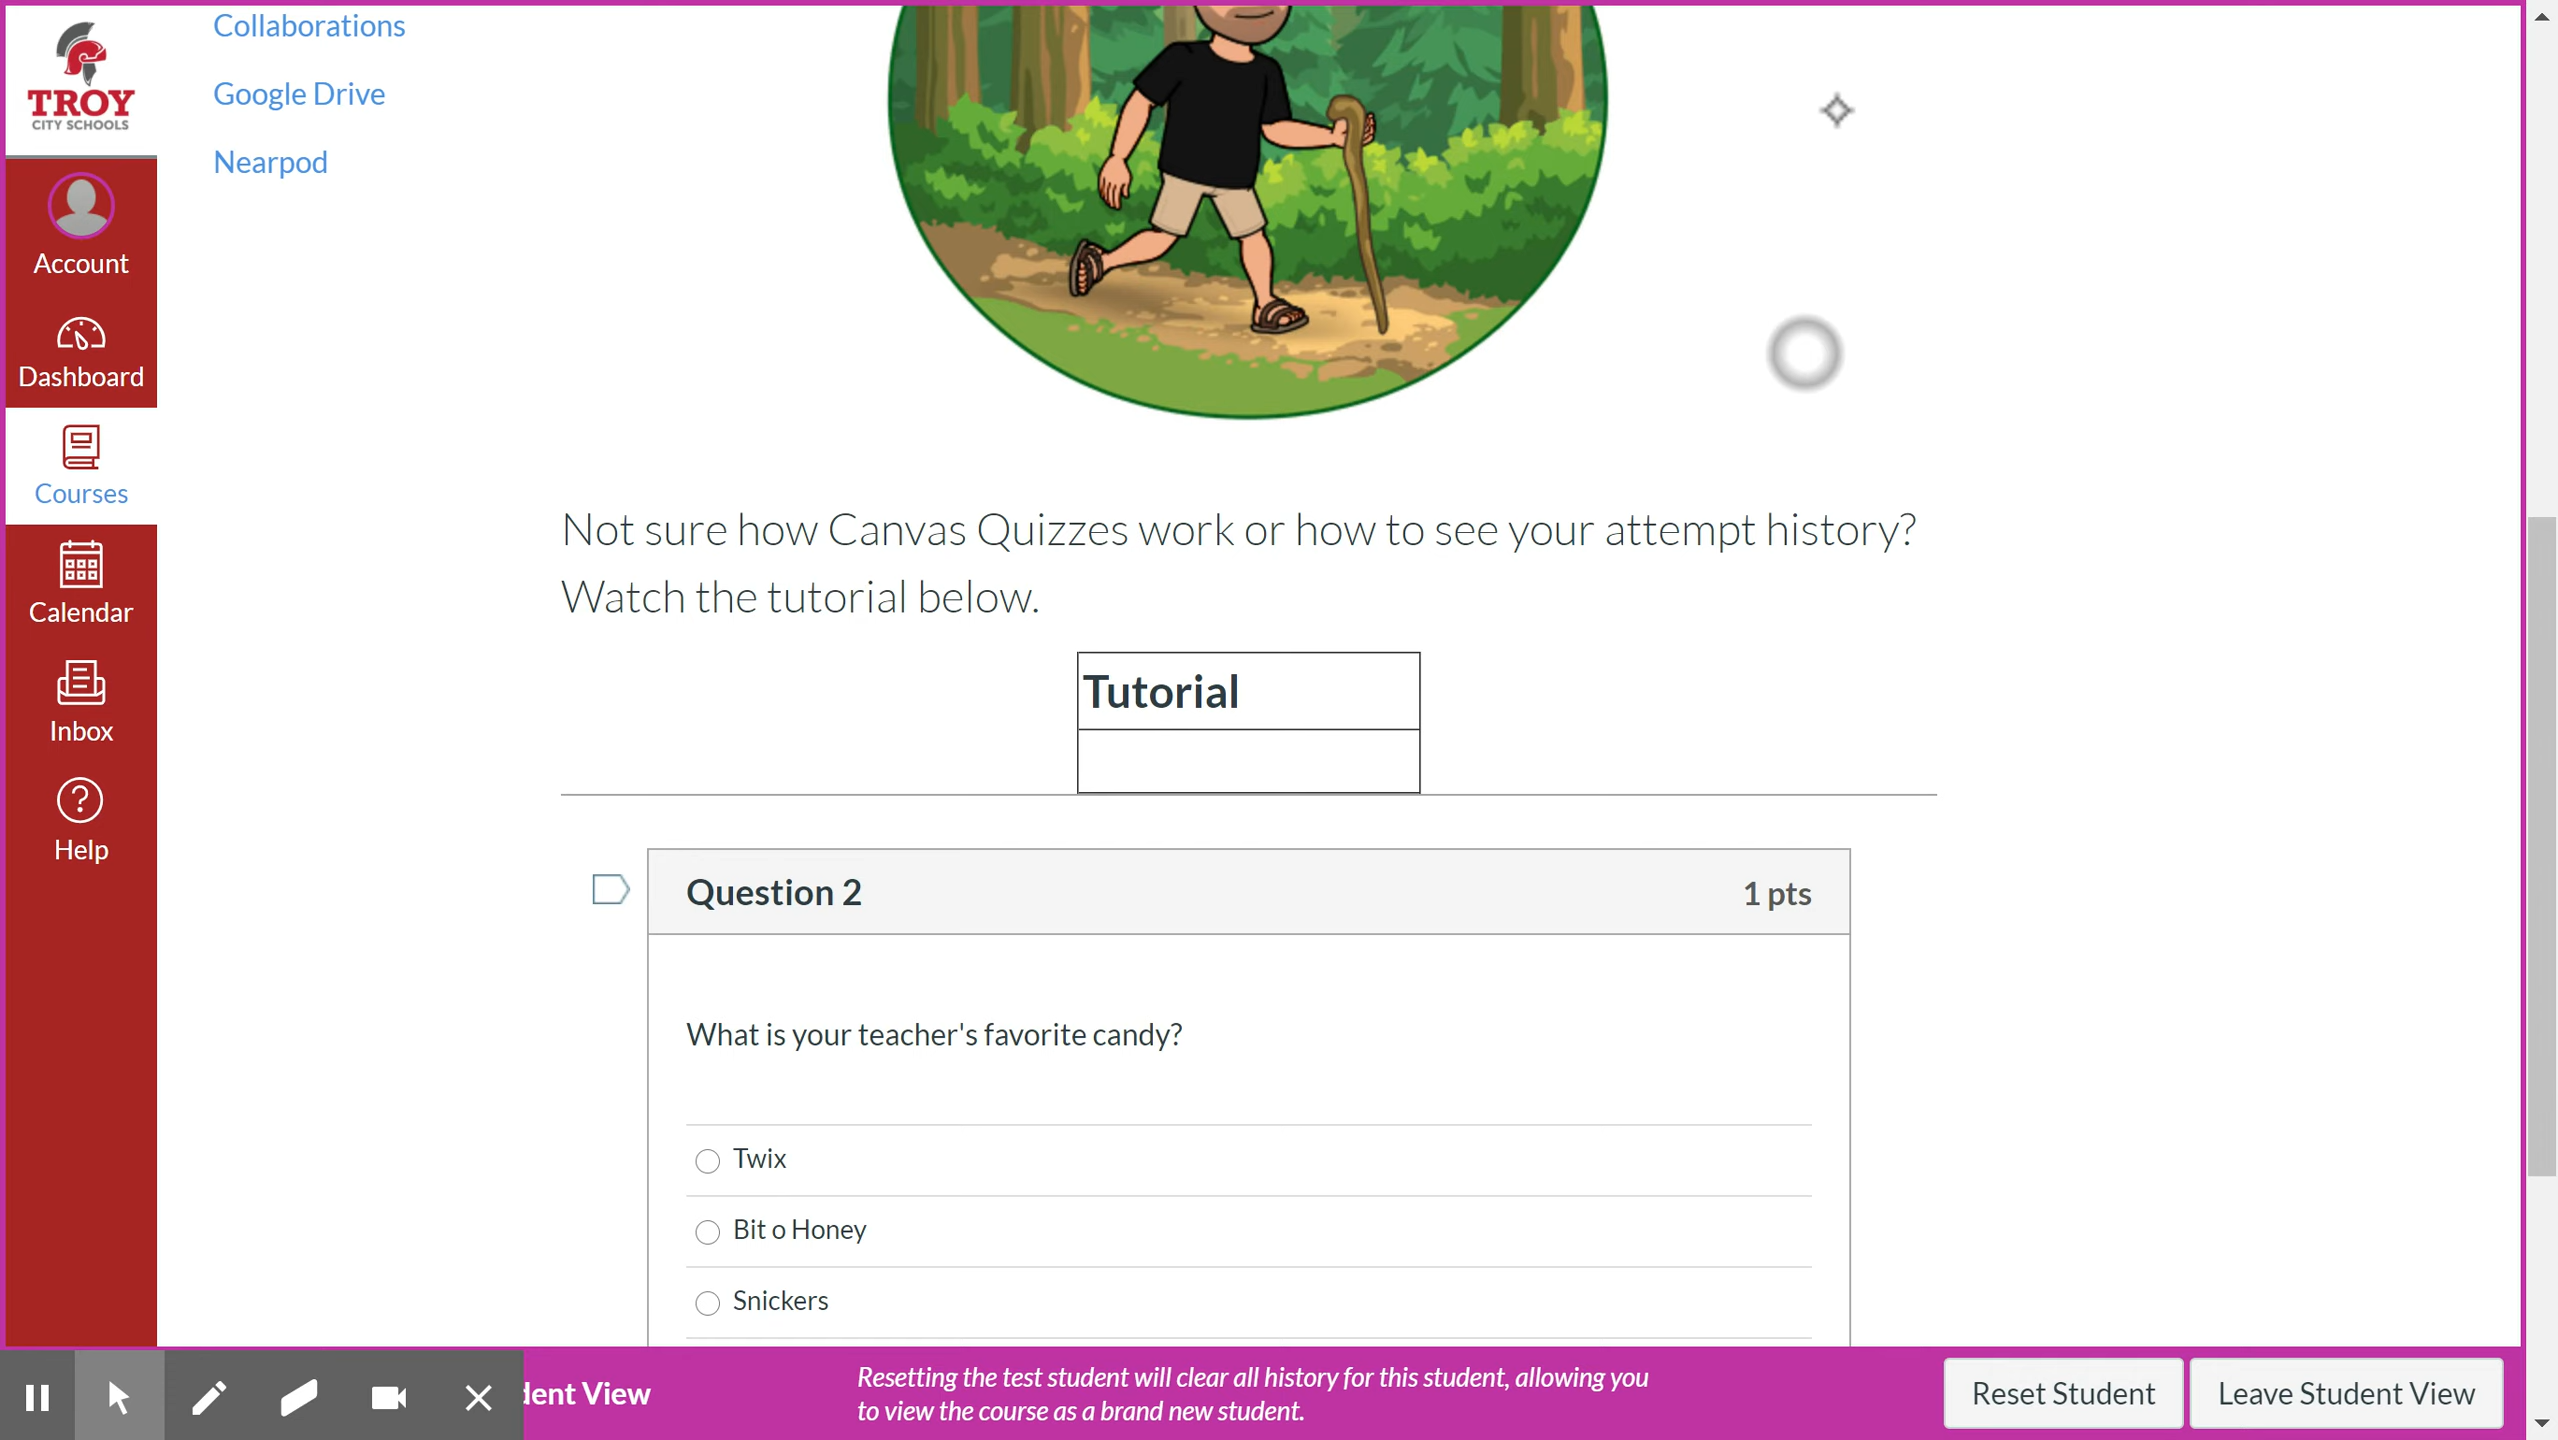 Collaborations
Google Drive
Nearpod
TROY
CITY SCHOOLS
Account
Dashboard
Courses
Calendar
Inbox
Help
Not sure how Canvas Quizzes work or how to see your attempt history?
Watch the tutorial below.
Tutorial
Question 2
1 pts
What is your teacher's favorite candy?
Twix
Bit o Honey
Snickers
dent View
Resetting the test student will clear all history for this student, allowing you
to view the course as a brand new student.
Reset Student
Leave Student View